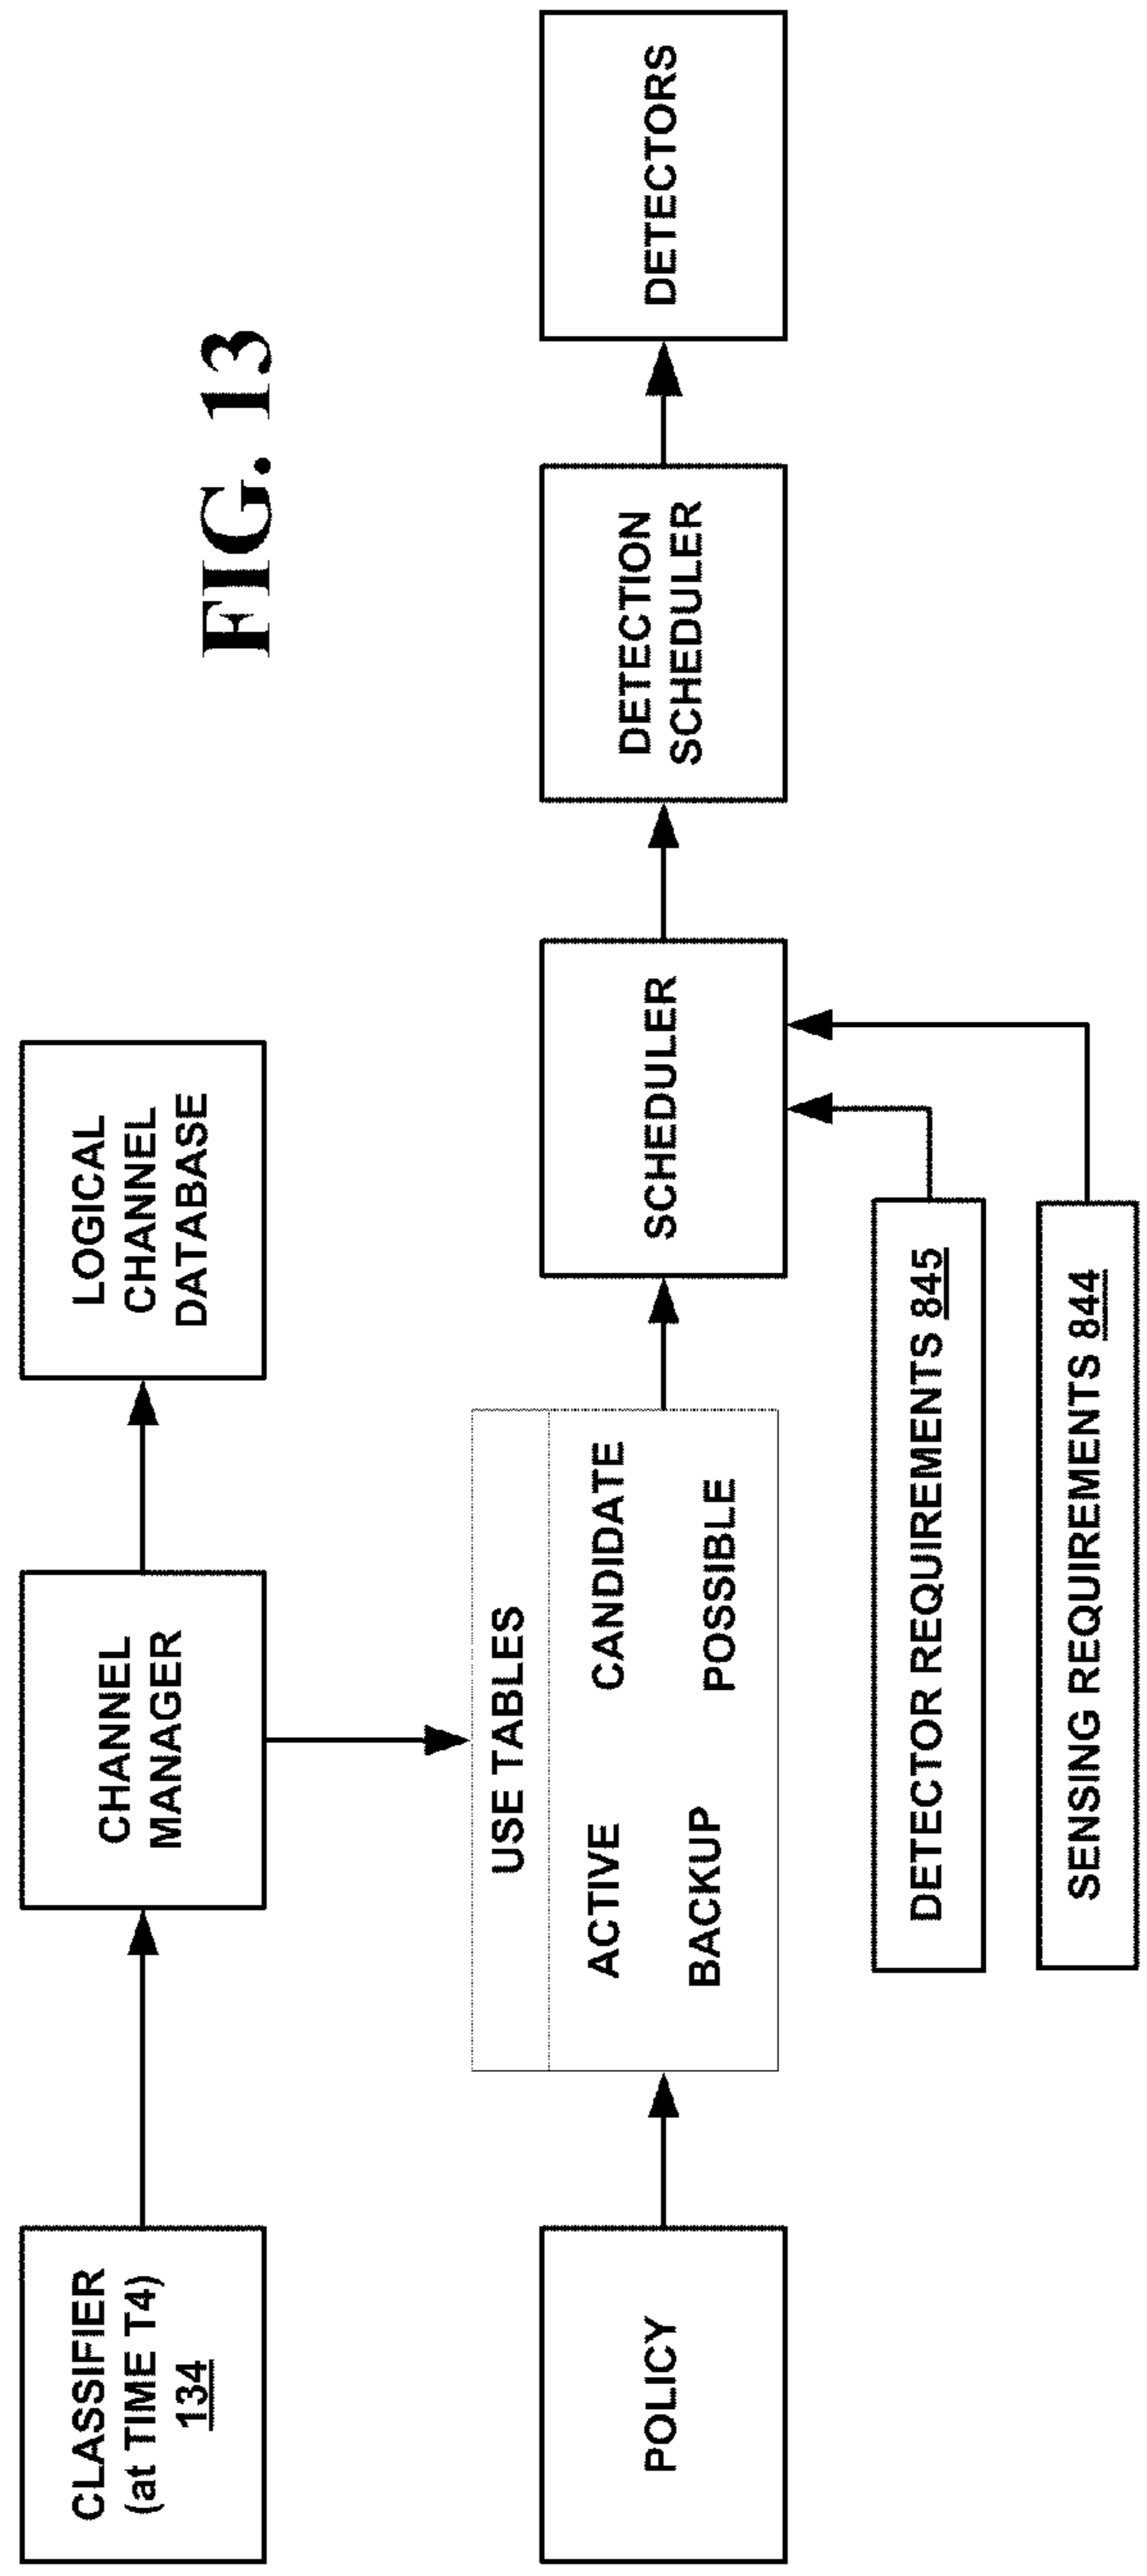 CLASSIFIER
(at TIME T4)
134
CHANNEL
MANAGER
LOGICAL
CHANNEL
DATABASE
FIG. 13
POLICY
USE TABLES
ACTIVE CANDIDATE
BACKUP POSSIBLE
SCHEDULER
DETECTION
SCHEDULER
DETECTORS
DETECTOR REQUIREMENTS 845
SENSING REQUIREMENTS 844